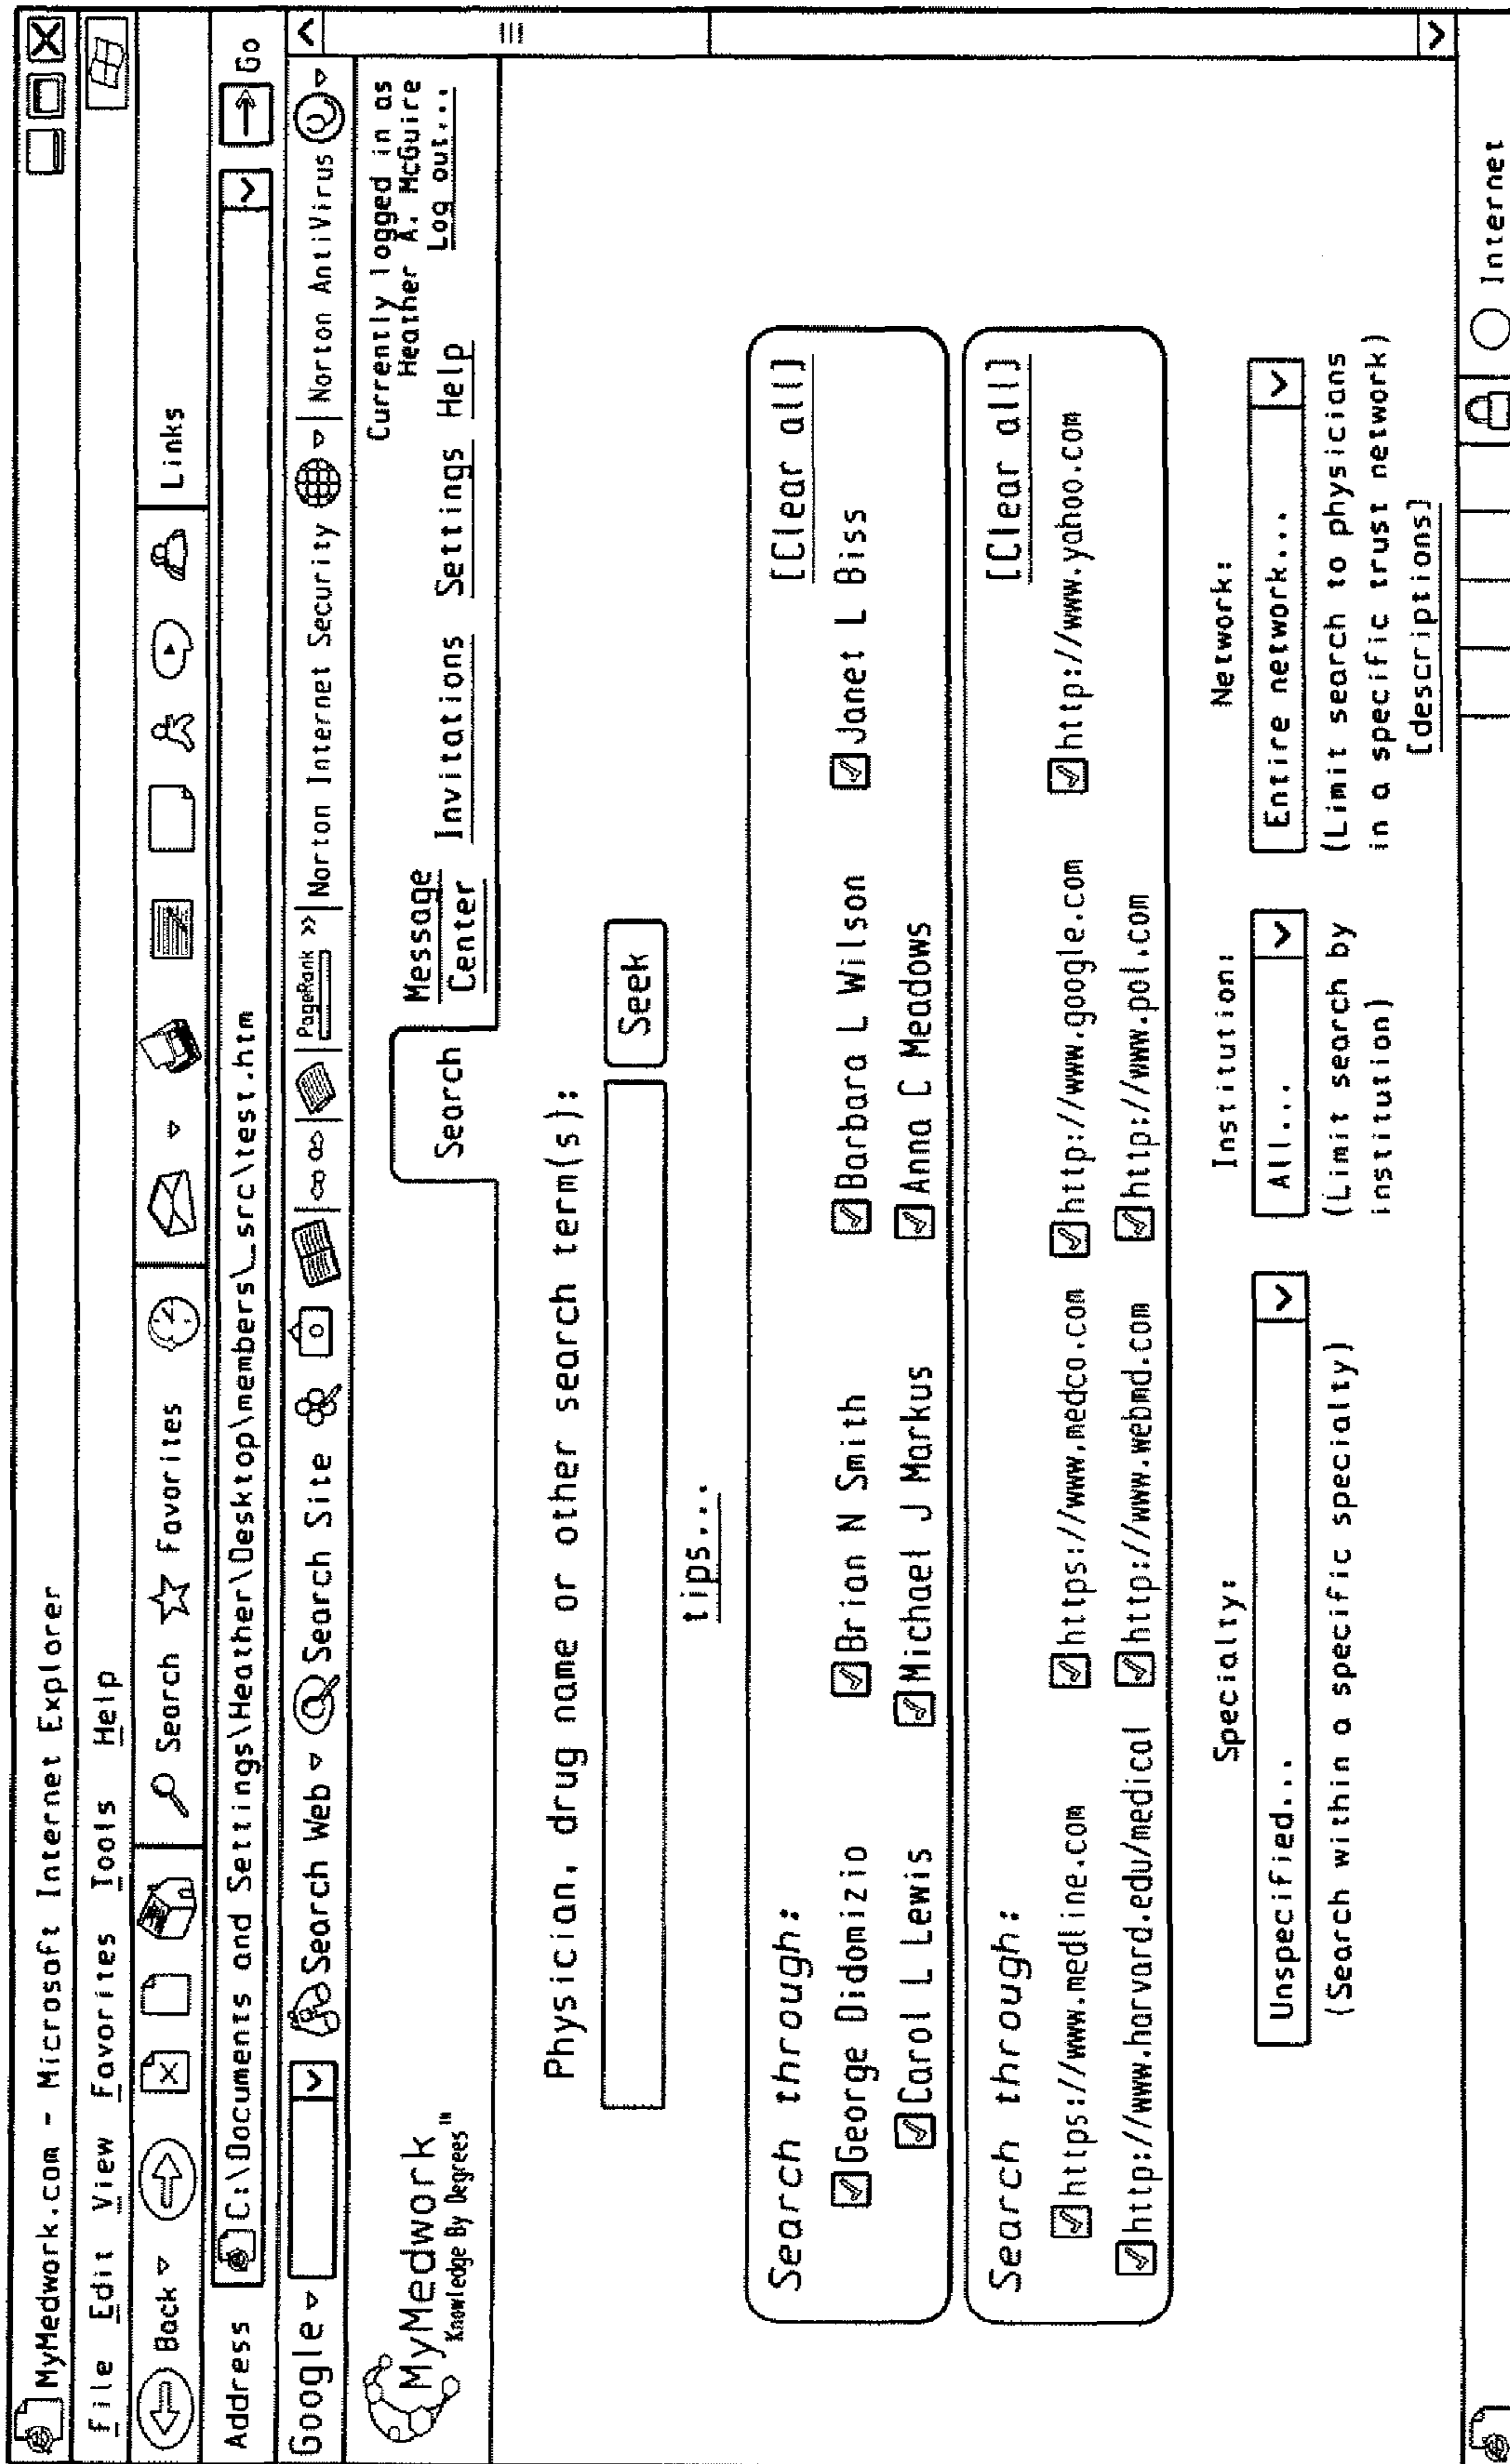 MyMedwork.com - Microsoft Internet Explorer
File Edit View Favorites Tools Help
Back Search Favorites Links
Address C:\Documents and Settings\Heather\Desktop\members\_src\test.htm Go
Google Search Web Search Site PageRank >> Norton Internet Security Norton AntiVirus
Currently logged in as
Heather A. McGuire
Log out...
MyMedwork™
Knowledge By Degrees
Search Message Center Invitations Settings Help
Physician, drug name or other search term(s):
Seek
tips...
Search through: [Clear all]
George Didomizio Brian N Smith Barbara L Wilson Janet L Biss
Carol L Lewis Michael J Markus Anna C Meadows
Search through: [Clear all]
https://www.medline.com https://www.medco.com http://www.google.com http://www.yahoo.com
http://www.harvard.edu/medical http://www.webmd.com http://www.pol.com
Specialty: Institution: Network:
Unspecified... All... Entire network...
(Search within a specific specialty) (Limit search by institution) (Limit search to physicians in a specific trust network)
[descriptions]
Internet